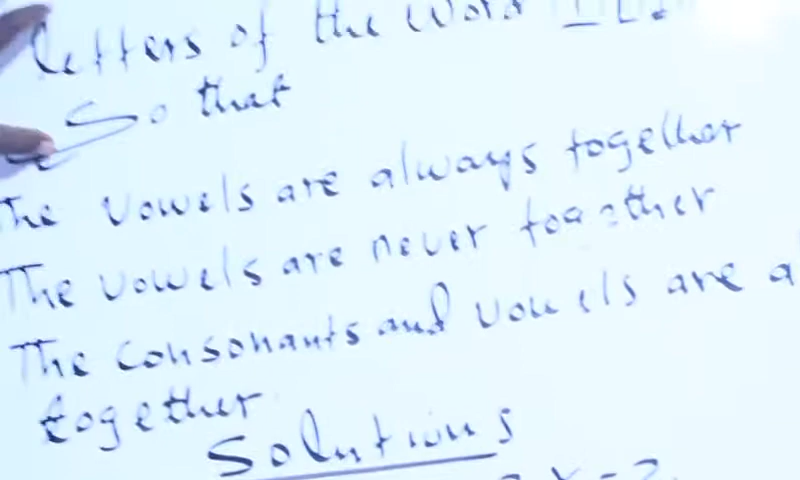 letters of the word
So that
The vowels are always together
The vowels are never together
The consonants and vowels are
together
Solutions